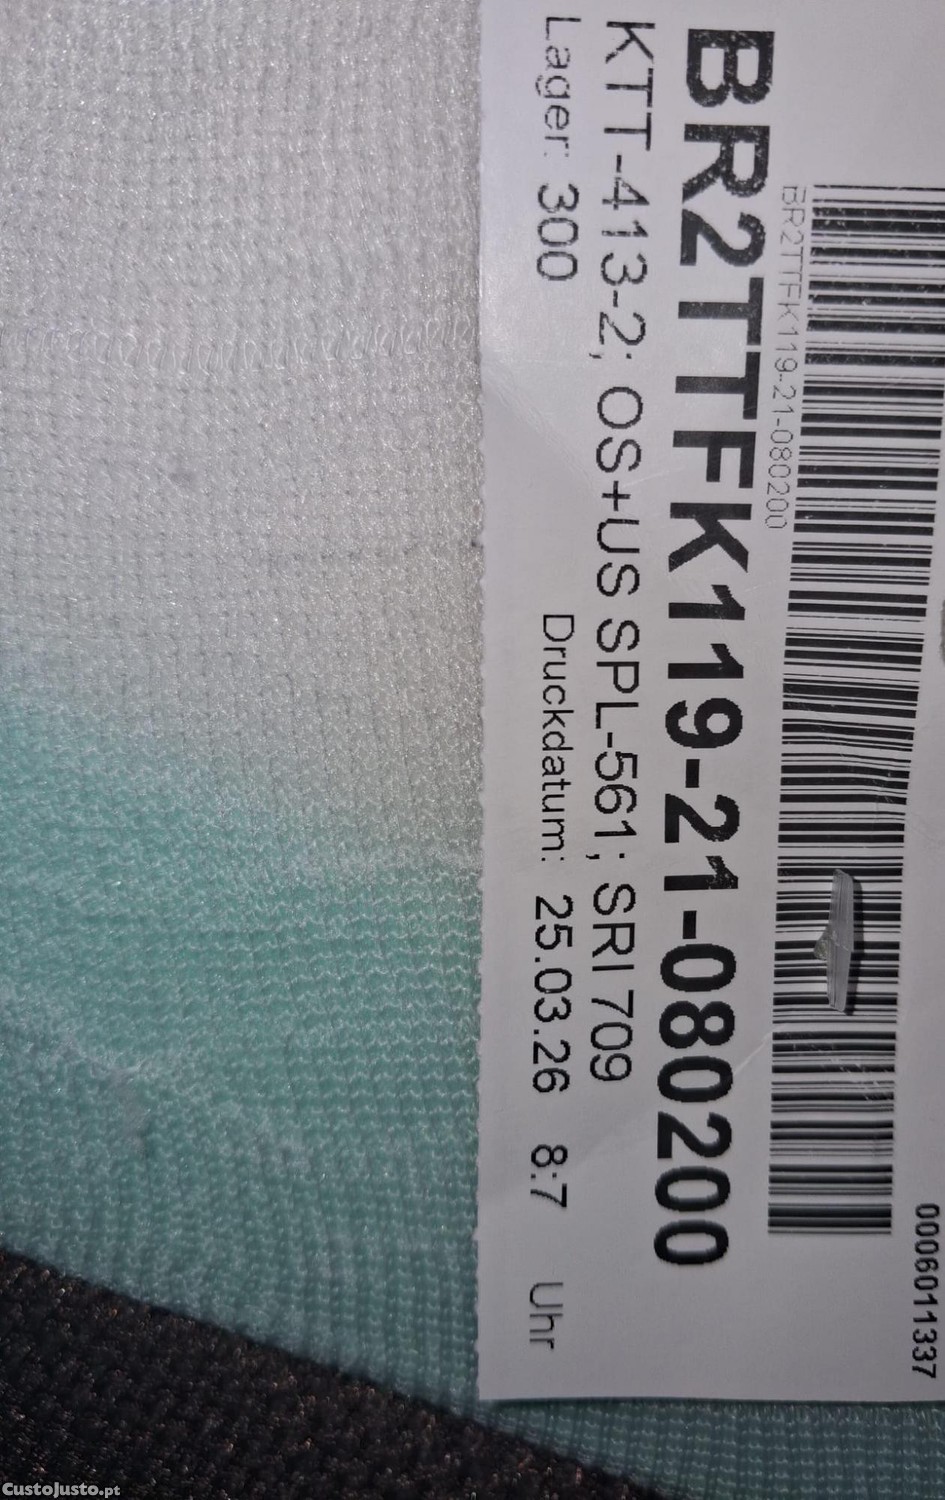 0006011337
BR2TTFK119-21-080200
BR2TTFK119-21-080200
KTT-413-2; OS+US SPL-561; SRI 709
Lager: 300 Druckdatum: 25.03.26 8:7 Uhr
CustoJusto.pt